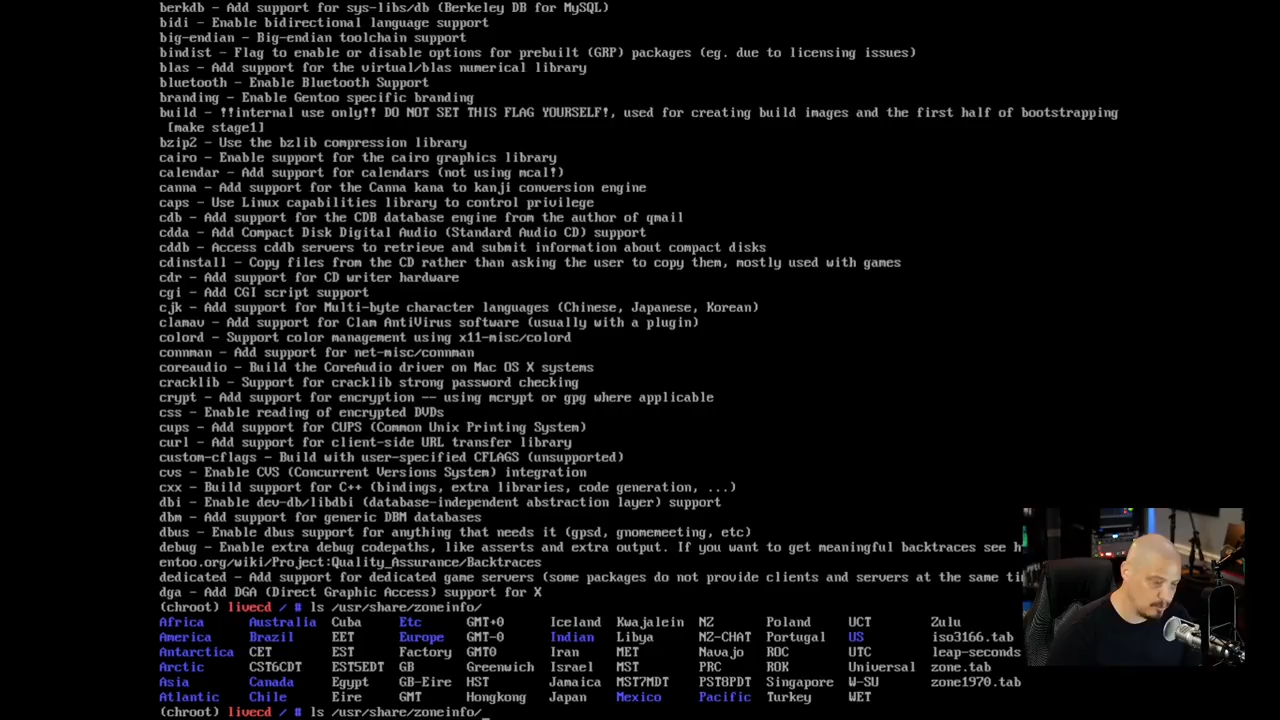 berkdb - Add support for sys-libs/db (Berkeley DB for MySQL)
bidi - Enable bidirectional language support
big-endian - Big-endian toolchain support
bindist - Flag to enable or disable options for prebuilt (GRP) packages (eg. due to licensing issues)
blas - Add support for the virtual/blas numerical library
bluetooth - Enable Bluetooth Support
branding - Enable Gentoo specific branding
build - !!internal use only!! DO NOT SET THIS FLAG YOURSELF!, used for creating build images and the first half of bootstrapping
[make stage1]
bzip2 - Use the bzlib compression library
cairo - Enable support for the cairo graphics library
calendar - Add support for calendars (not using mcal!)
canna - Add support for the Canna kana to kanji conversion engine
caps - Use Linux capabilities library to control privilege
cdb - Add support for the CDB database engine from the author of qmail
cdda - Add Compact Disk Digital Audio (Standard Audio CD) support
cddb - Access cddb servers to retrieve and submit information about compact disks
cdinstall - Copy files from the CD rather than asking the user to copy them, mostly used with games
cdr - Add support for CD writer hardware
cgi - Add CGI script support
cjk - Add support for Multi-byte character languages (Chinese, Japanese, Korean)
clamav - Add support for Clam AntiVirus software (usually with a plugin)
colord - Support color management using x11-misc/colord
connman - Add support for net-misc/connman
coreaudio - Build the CoreAudio driver on Mac OS X systems
cracklib - Support for cracklib strong password checking
crypt - Add support for encryption -- using mcrypt or gpg where applicable
css - Enable reading of encrypted DVDs
cups - Add support for CUPS (Common Unix Printing System)
curl - Add support for client-side URL transfer library
custom-cflags - Build with user-specified CFLAGS (unsupported)
cvs - Enable CVS (Concurrent Versions System) integration
cxx - Build support for C++ (bindings, extra libraries, code generation, ...)
dbi - Enable dev-db/libdbi (database-independent abstraction layer) support
dbm - Add support for generic DBM databases
dbus - Enable dbus support for anything that needs it (gpsd, gnomemeeting, etc)
debug - Enable extra debug codepaths, like asserts and extra output. If you want to get meaningful backtraces see h
entoo.org/wiki/Project:Quality_Assurance/Backtraces
dedicated - Add support for dedicated game servers (some packages do not provide clients and servers at the same ti
dga - Add DGA (Direct Graphic Access) support for X
(chroot) livecd / # ls /usr/share/zoneinfo/
Africa Australia Cuba Etc GMT+0 Iceland Kwajalein NZ Poland UCT Zulu
America Brazil EET Europe GMT-0 Indian Libya NZ-CHAT Portugal US iso3166.tab
Antarctica CET EST Factory GMT0 Iran MET Navajo ROC UTC leap-seconds
Arctic CST6CDT EST5EDT GB Greenwich Israel MST PRC ROK Universal zone.tab
Asia Canada Egypt GB-Eire HST Jamaica MST7MDT PST8PDT Singapore W-SU zone1970.tab
Atlantic Chile Eire GMT Hongkong Japan Mexico Pacific Turkey WET
(chroot) livecd / # ls /usr/share/zoneinfo/_